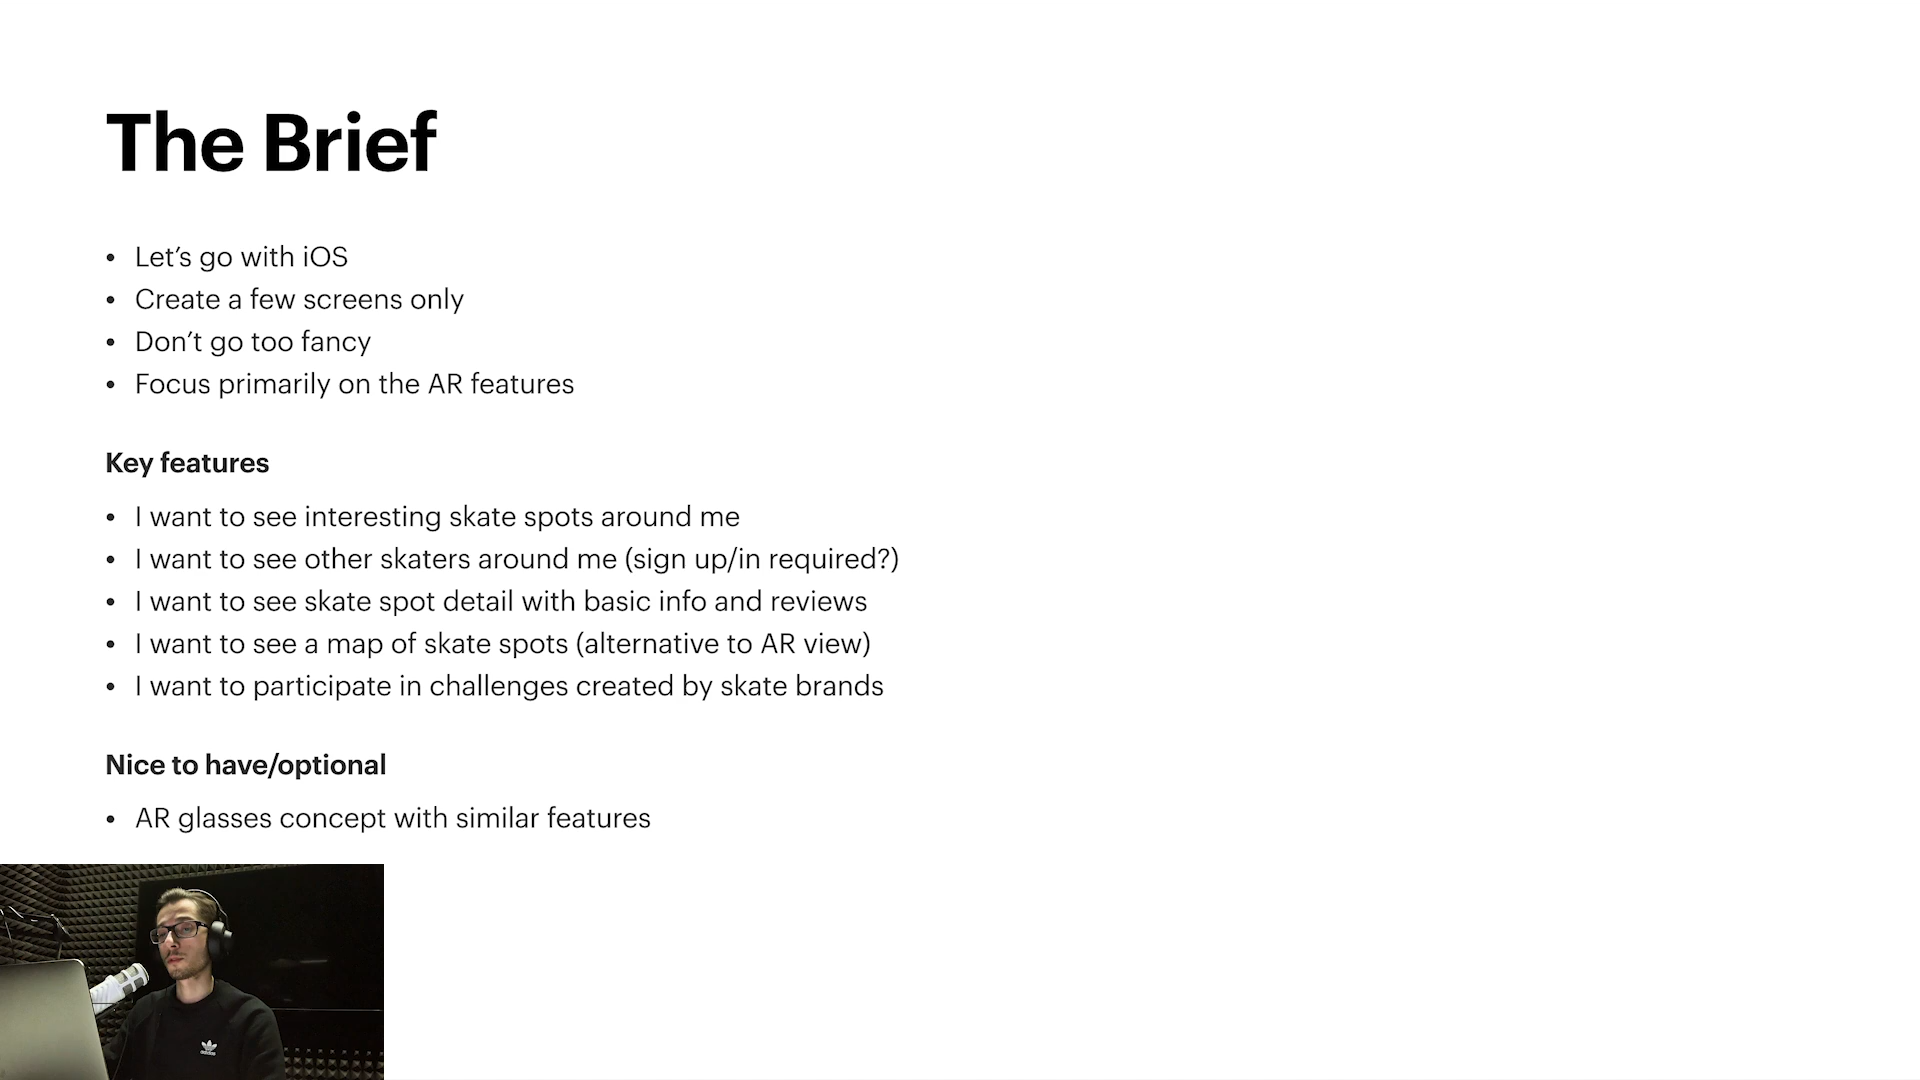 The Brief
• Let’s go with iOS
• Create a few screens only
• Don’t go too fancy
• Focus primarily on the AR features
Key features
• I want to see interesting skate spots around me
• I want to see other skaters around me (sign up/in required?)
• I want to see skate spot detail with basic info and reviews
• I want to see a map of skate spots (alternative to AR view)
• I want to participate in challenges created by skate brands
Nice to have/optional
• AR glasses concept with similar features
adidas